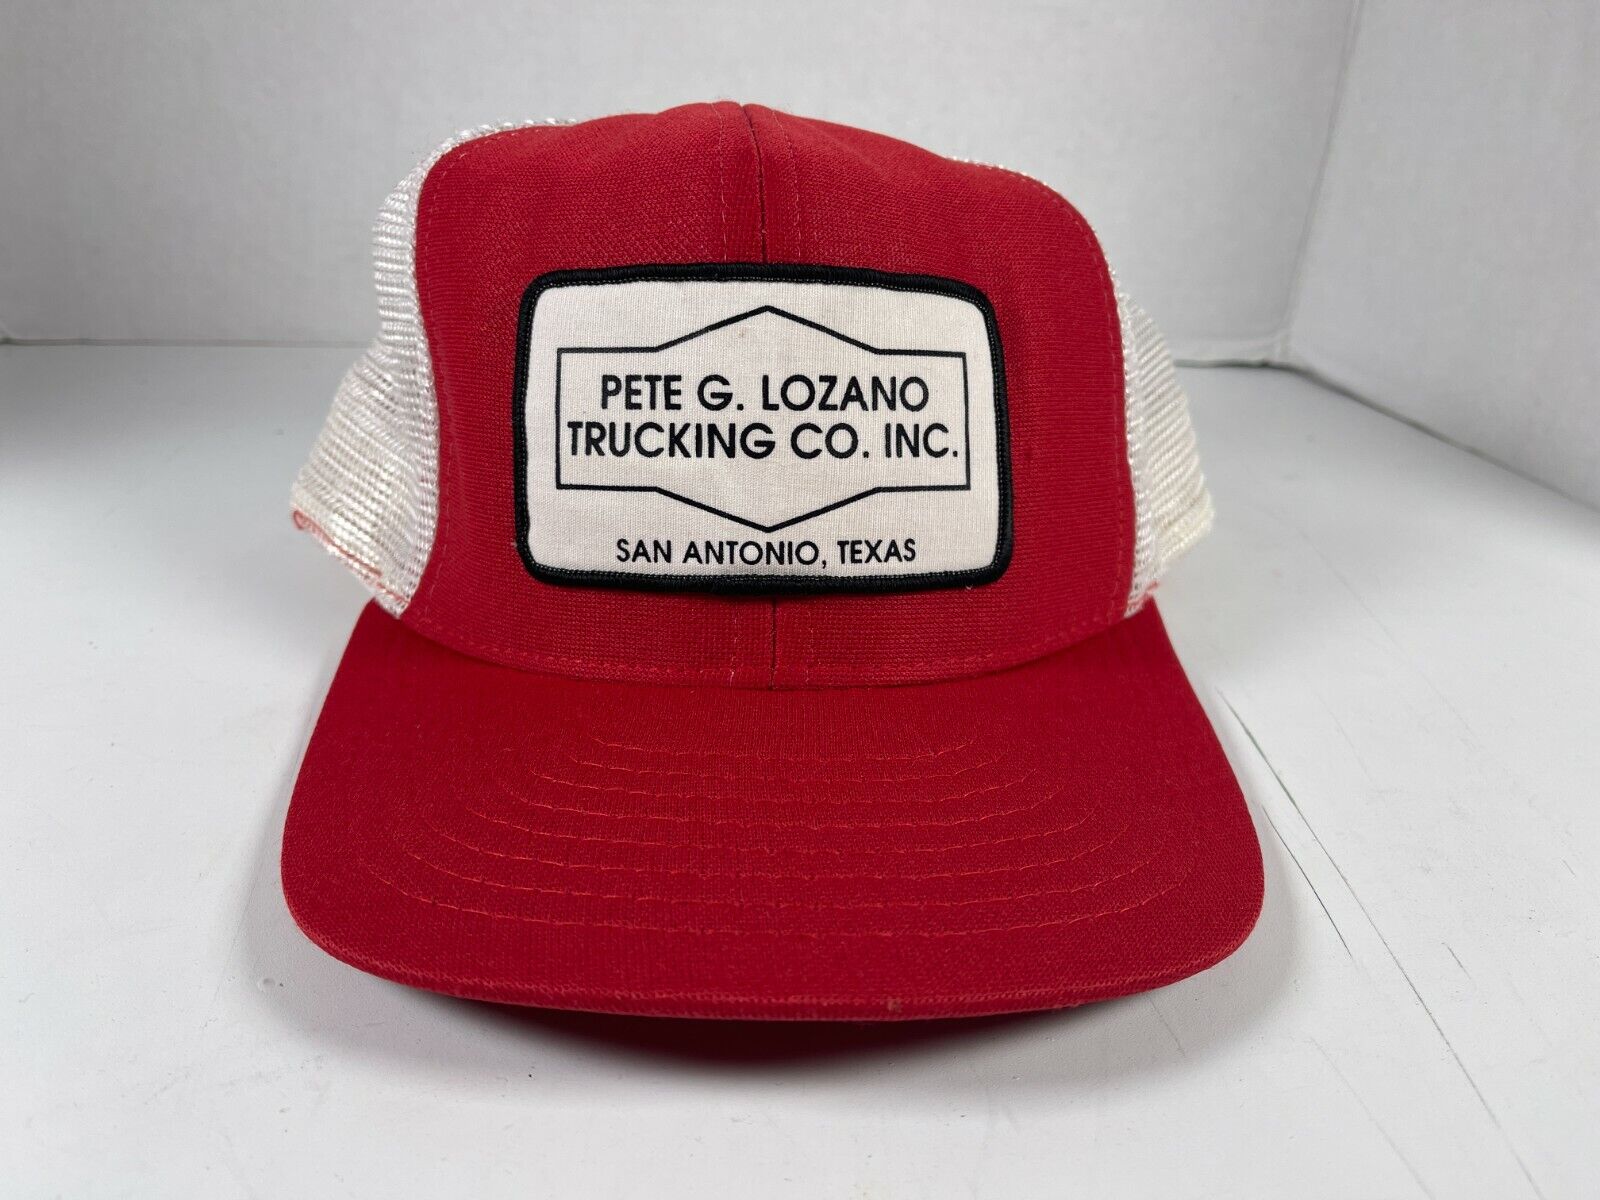 PETE G. LOZANO
TRUCKING CO. INC.
SAN ANTONIO, TEXAS